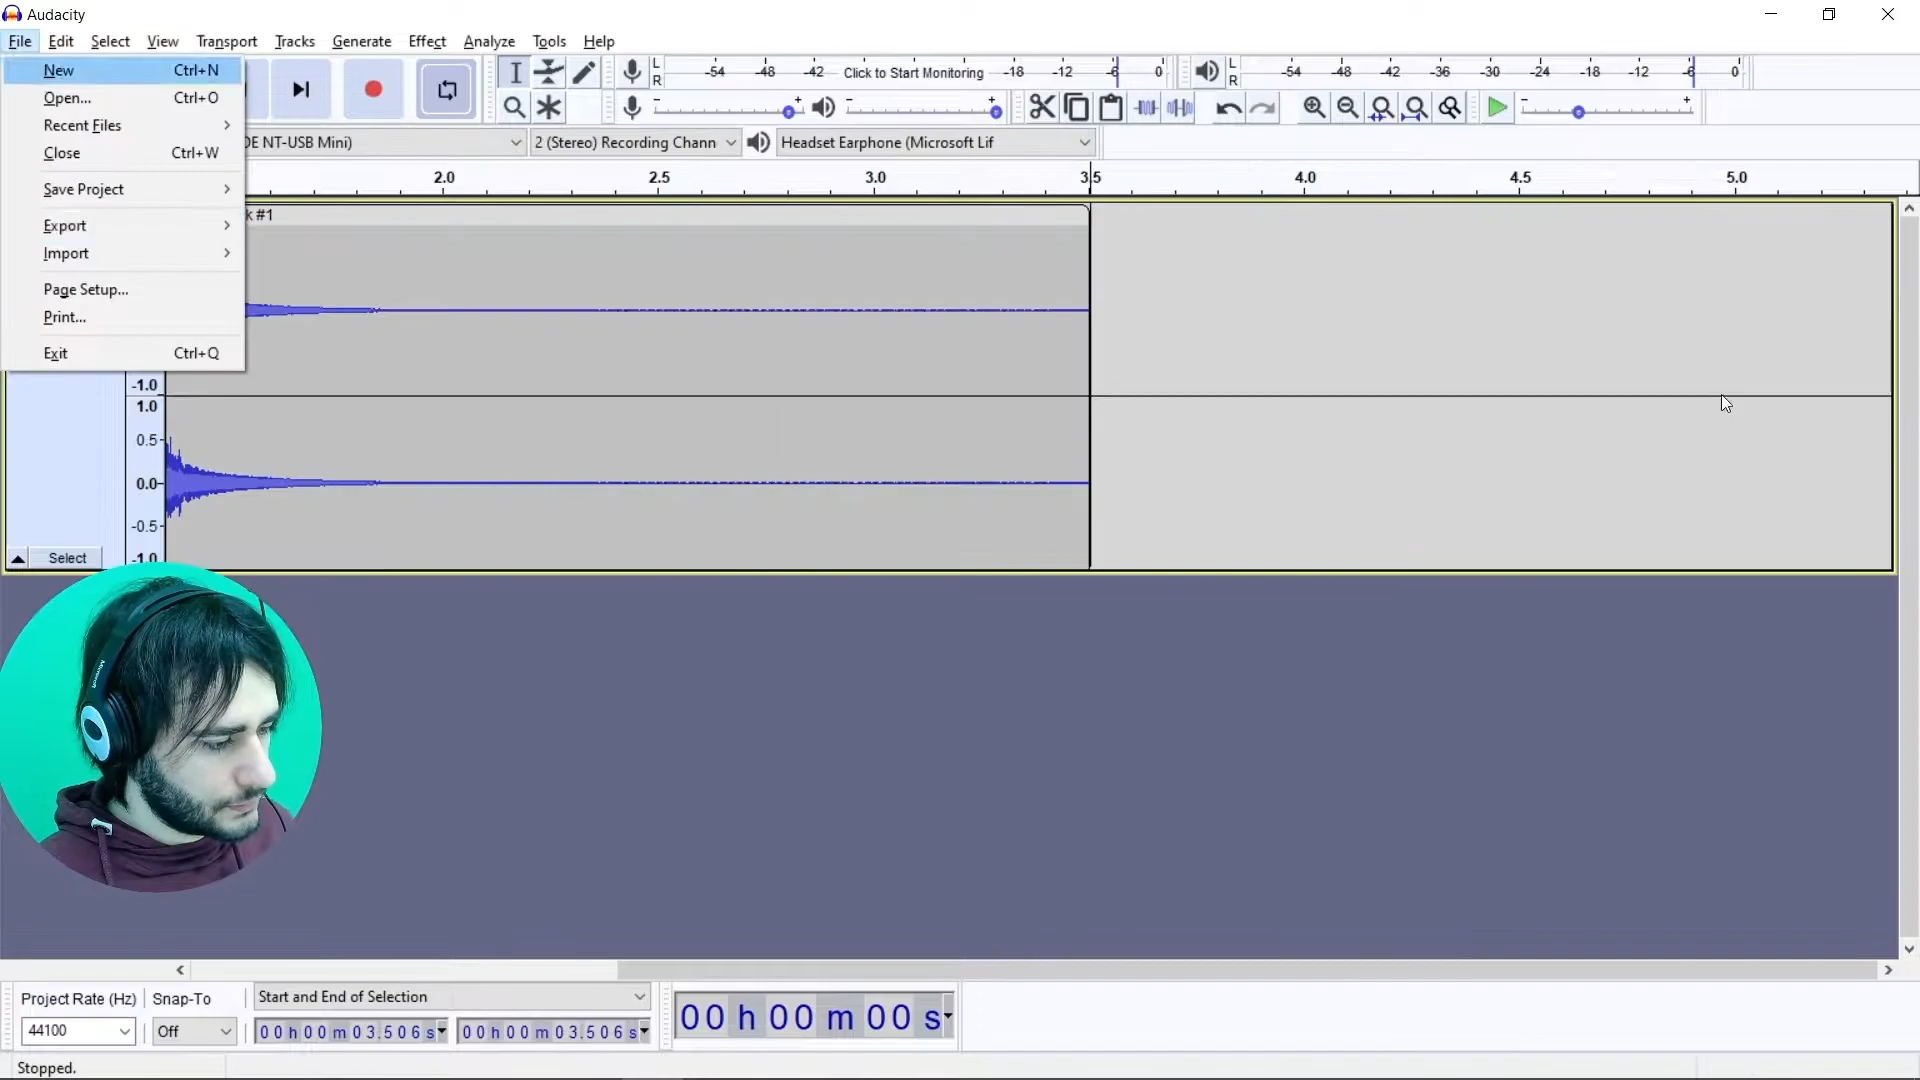 Audacity
File Edit Select View Transport Tracks Generate Effect Analyze Tools Help
New Ctrl+N
Open... Ctrl+O
Recent Files
Close Ctrl+W
Save Project
Export
Import
Page Setup...
Print...
Exit Ctrl+Q
L R -54 -48 -42 Click to Start Monitoring -18 -12 -6 0
L R -54 -48 -42 -36 -30 -24 -18 -12 -6 0
- + - + - +
DE NT-USB Mini) 2 (Stereo) Recording Chann Headset Earphone (Microsoft Lif
2.0 2.5 3.0 3.5 4.0 4.5 5.0
k #1
-1.0
1.0
0.5-
0.0-
-0.5-
-1.0
Select
Project Rate (Hz) Snap-To Start and End of Selection
44100 Off 00 h 00 m 03.506 s 00 h 00 m 03.506 s
00 h 00 m 00 s
Stopped.